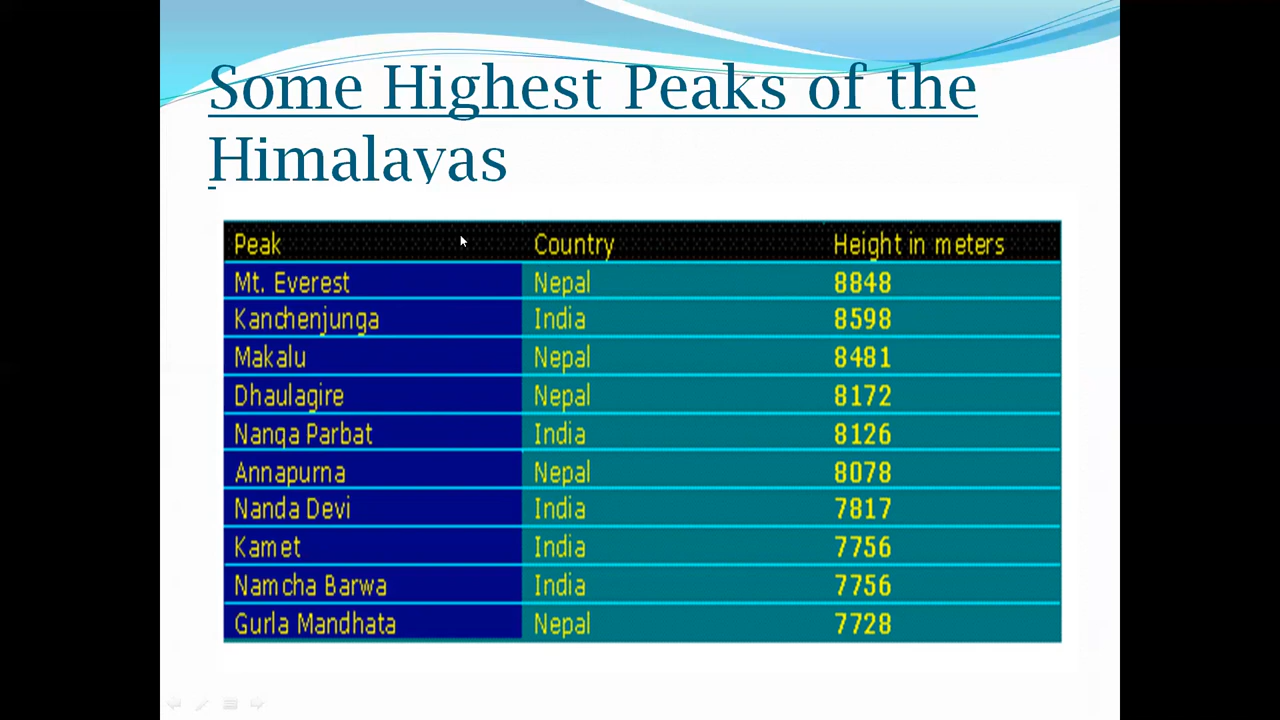 Some Highest Peaks of the
Himalayas
Peak Country Height in meters
Mt. Everest Nepal 8848
Kanchenjunga India 8598
Makalu Nepal 8481
Dhaulagire Nepal 8172
Nanga Parbat India 8126
Annapurna Nepal 8078
Nanda Devi India 7817
Kamet India 7756
Namcha Barwa India 7756
Gurla Mandhata Nepal 7728